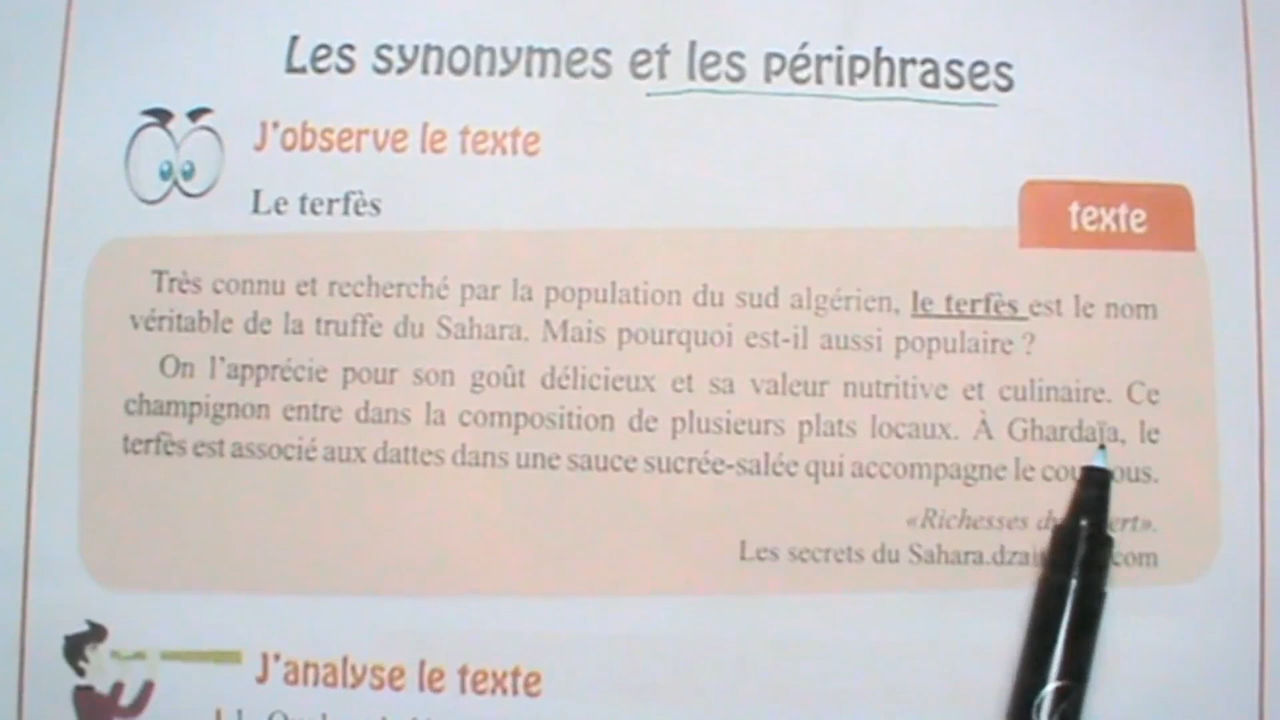 Les synonymes et les périphrases
J'observe le texte
Le terfès
texte
Très connu et recherché par la population du sud algérien, le terfès est le nom
véritable de la truffe du Sahara. Mais pourquoi est-il aussi populaire ?
On l'apprécie pour son goût délicieux et sa valeur nutritive et culinaire. Ce
champignon entre dans la composition de plusieurs plats locaux. À Ghardaïa, le
terfès est associé aux dattes dans une sauce sucrée-salée qui accompagne le
«Richesses
Les secrets du Sahara.
J'analyse le texte